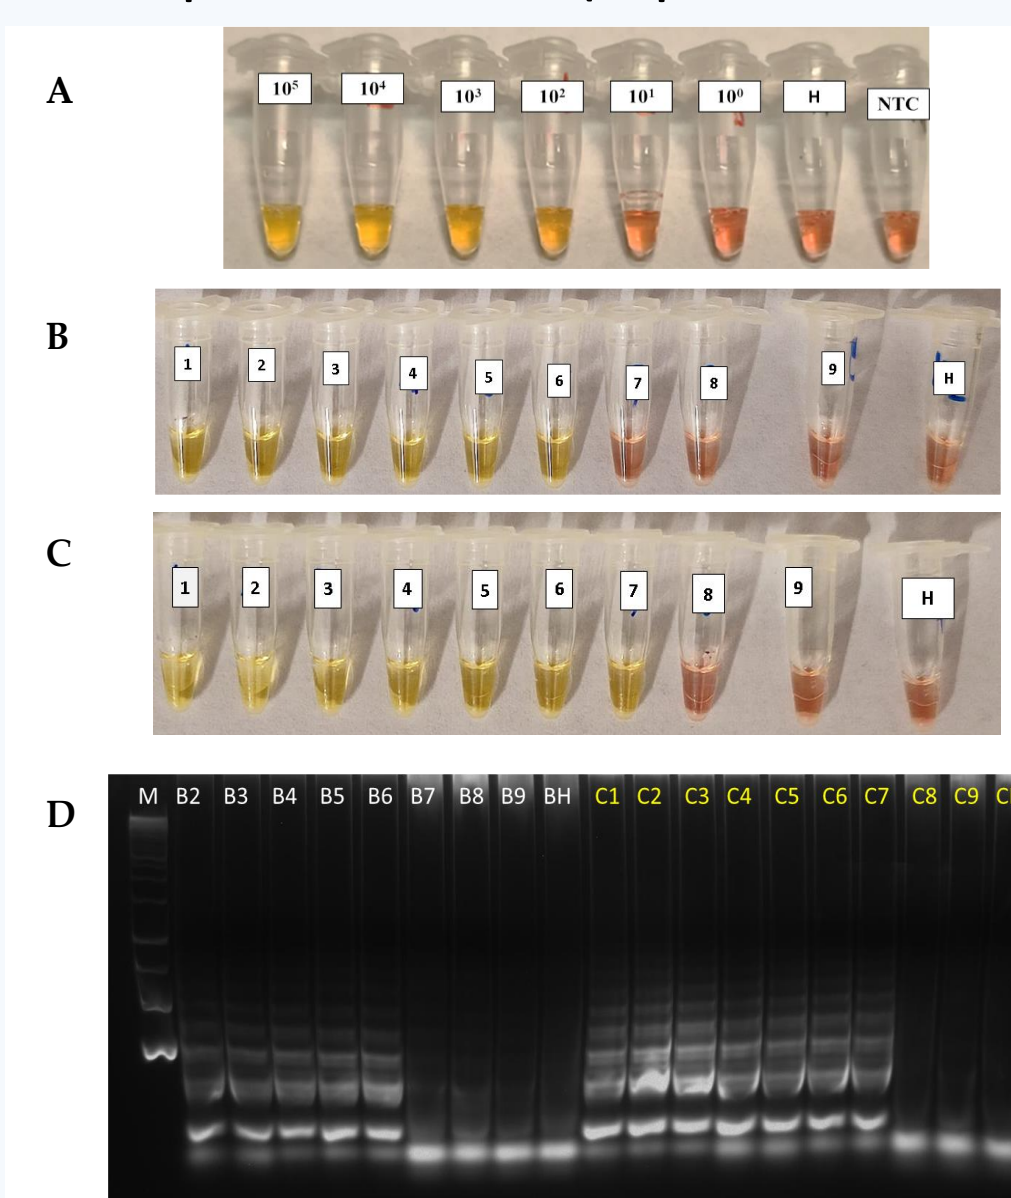 A
10⁵ 10⁴ 10³ 10² 10¹ 10⁰ H NTC
B
1 2 3 4 5 6 7 8 9 H
C
1 2 3 4 5 6 7 8 9 H
D
M B2 B3 B4 B5 B6 B7 B8 B9 BH C1 C2 C3 C4 C5 C6 C7 C8 C9